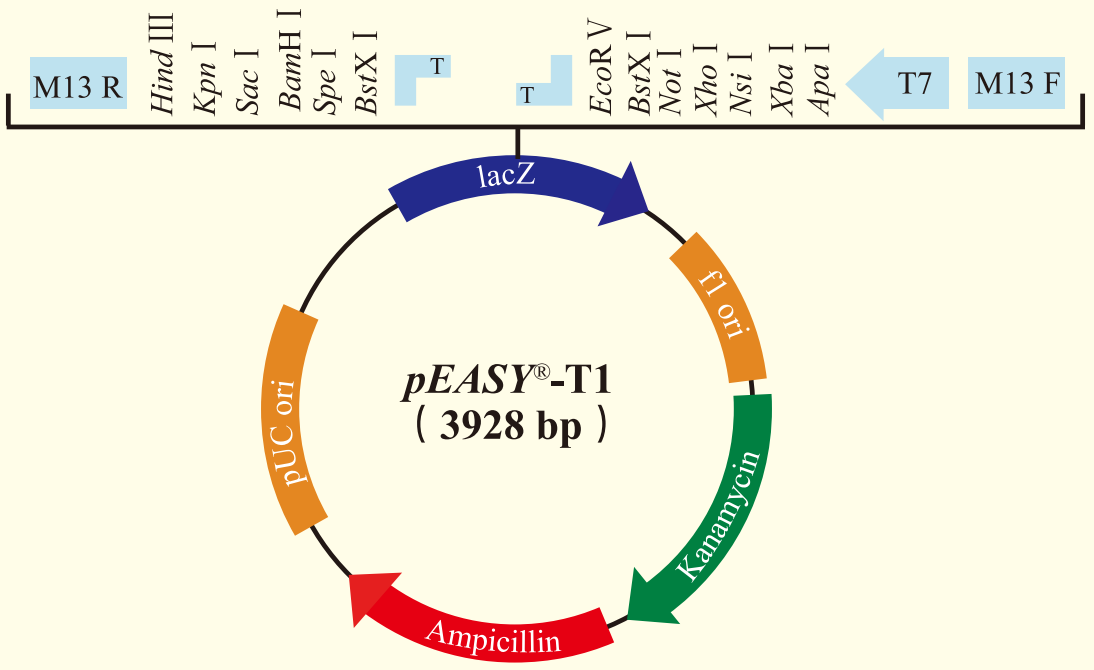 M13 R
Hind III
Kpn I
Sac I
BamH I
Spe I
BstX I
T
T
EcoR V
BstX I
Not I
Xho I
Nsi I
Xba I
Apa I
T7
M13 F
lacZ
f1 ori
pUC ori
pEASY®-T1
( 3928 bp )
Kanamycin
Ampicillin